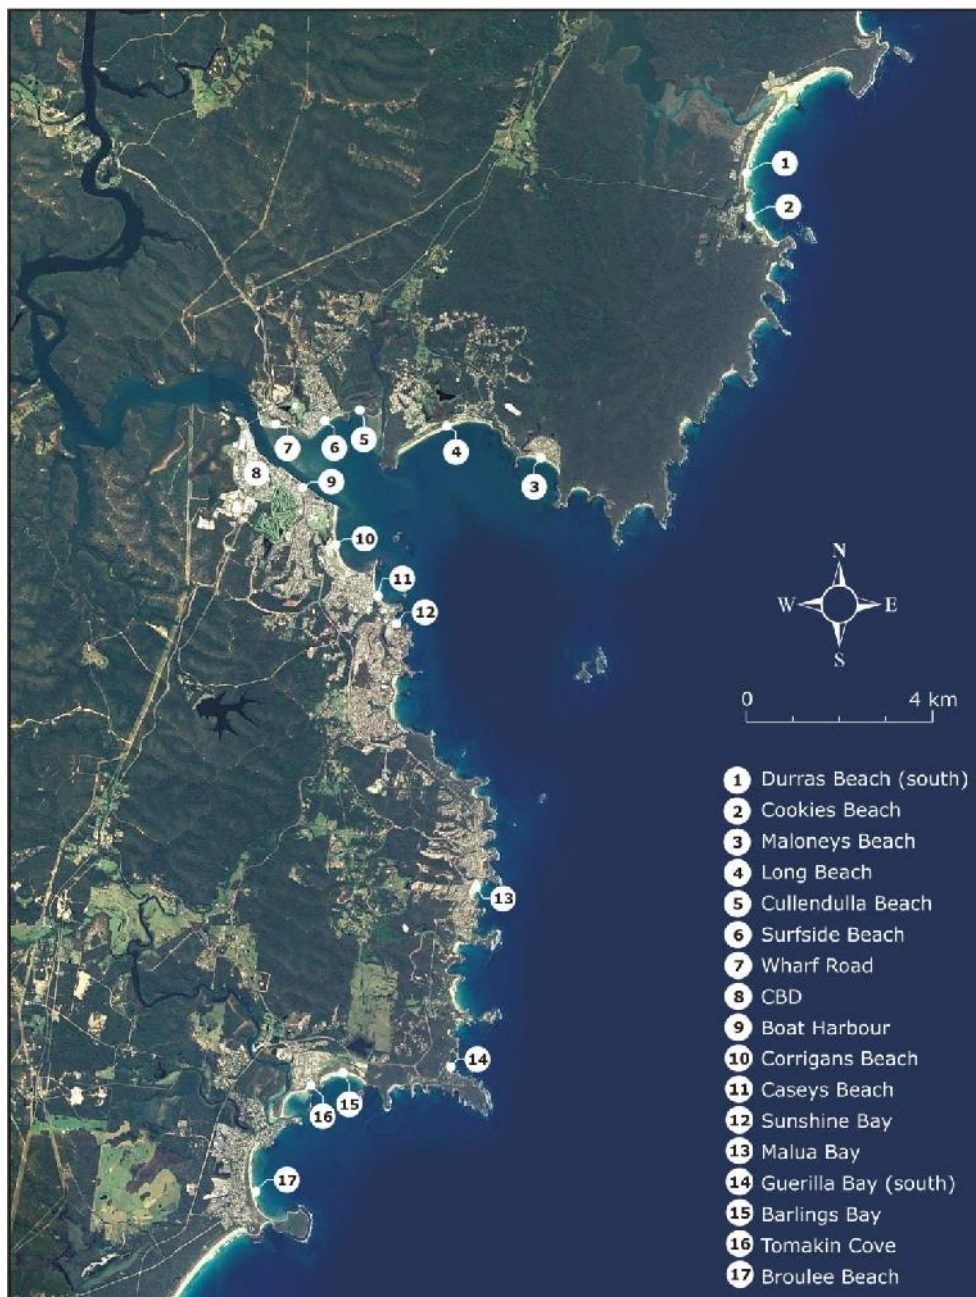 1
2
7
6
5
4
3
8
9
10
11
12
N
W E
S
0 4 km
13
14
15
16
17
1 Durras Beach (south)
2 Cookies Beach
3 Maloneys Beach
4 Long Beach
5 Cullendulla Beach
6 Surfside Beach
7 Wharf Road
8 CBD
9 Boat Harbour
10 Corrigans Beach
11 Caseys Beach
12 Sunshine Bay
13 Malua Bay
14 Guerilla Bay (south)
15 Barlings Bay
16 Tomakin Cove
17 Broulee Beach